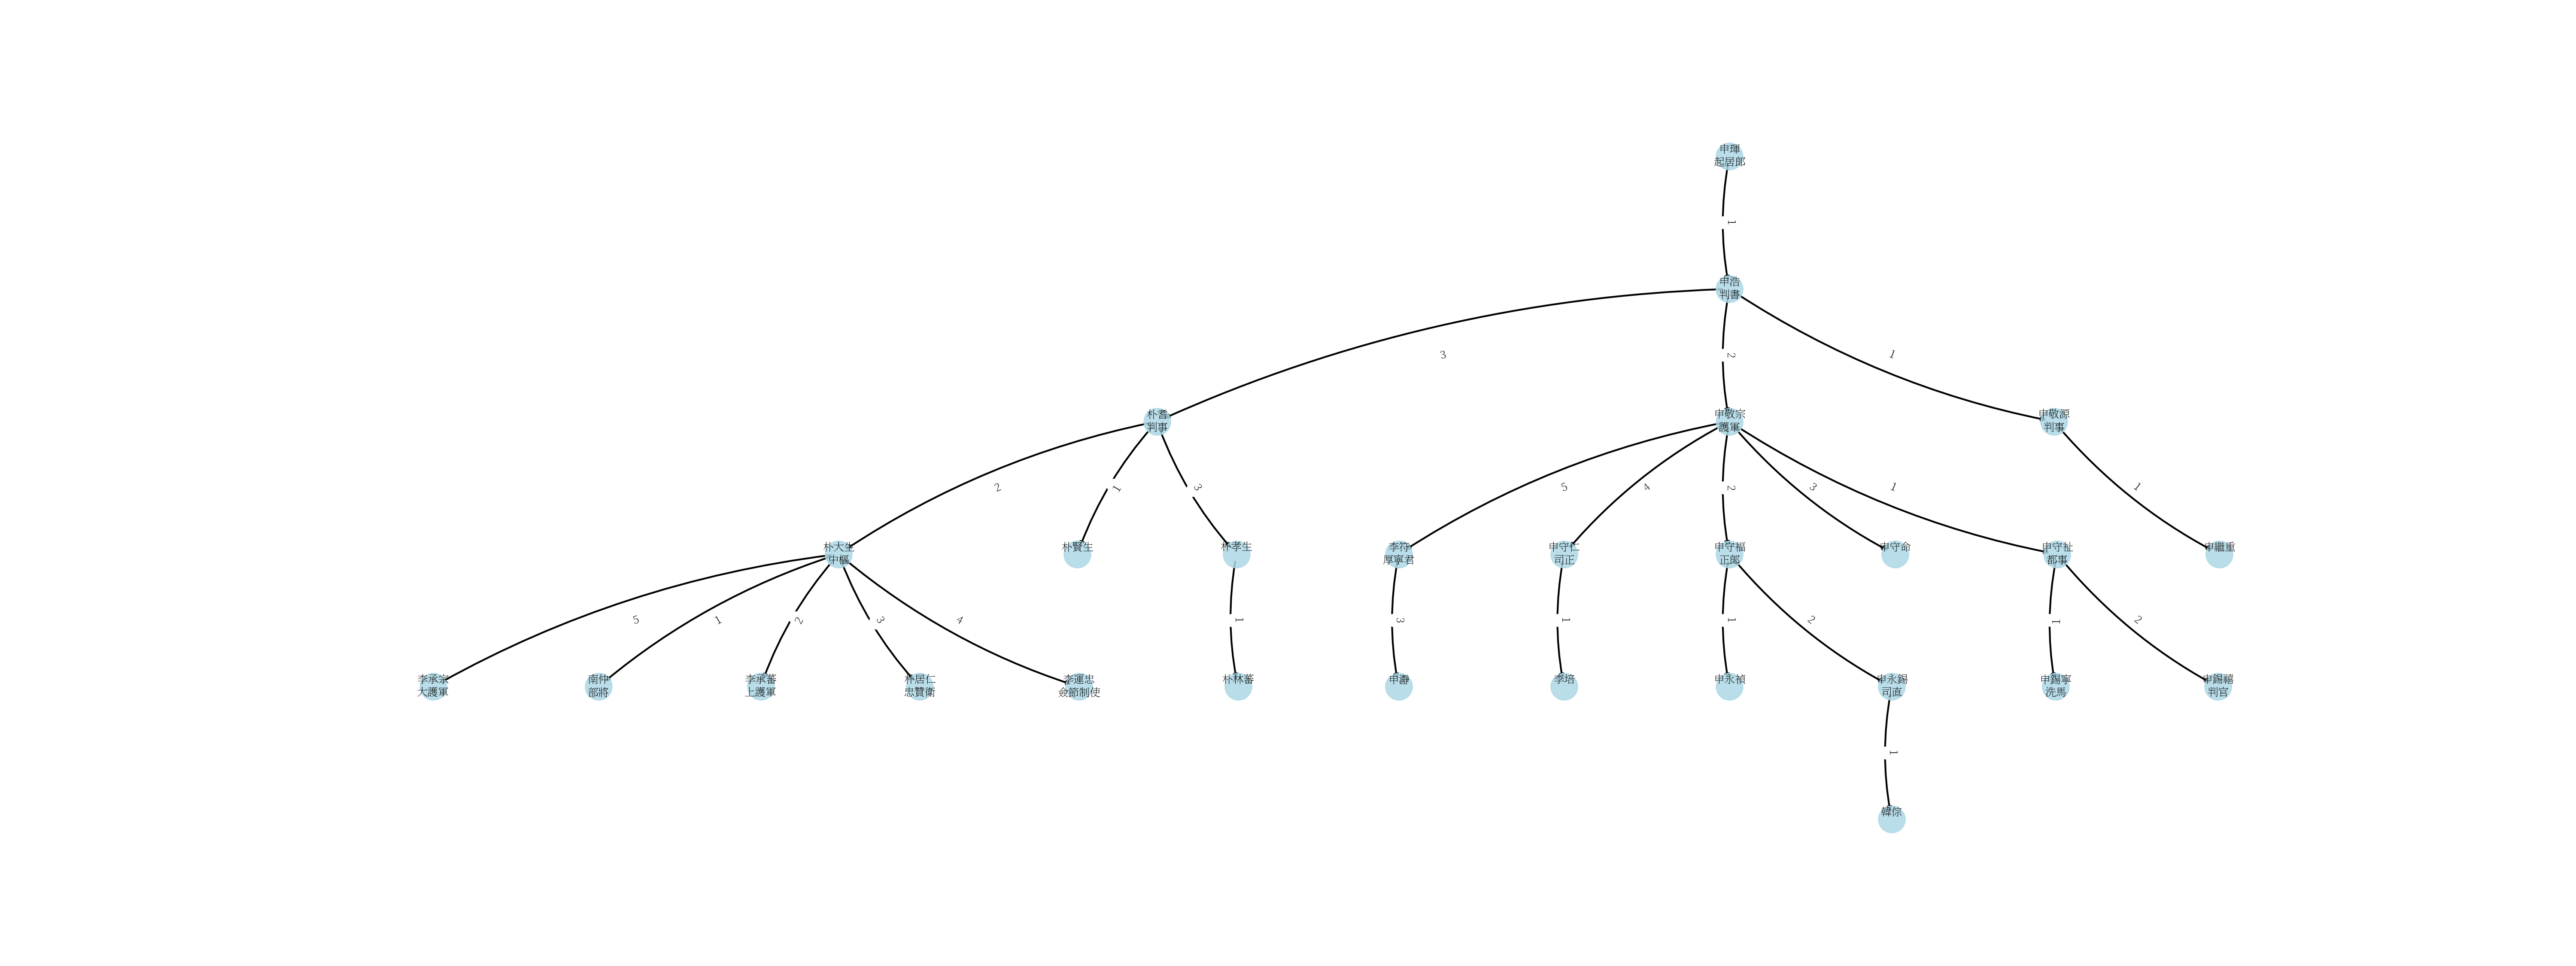 申琿
起居郎
1
申浩
判書
3
2
1
朴耆
判事
申敬宗
護軍
申敬源
判事
2
1
3
5
4
2
3
1
1
朴大生
中樞
朴賢生
朴孝生
李符
厚寧君
申守仁
司正
申守福
正郎
申守命
申守祉
都事
申繼重
5
1
2
3
4
1
3
1
1
2
1
2
李承宗
大護軍
南仲
部將
李承蕃
上護軍
朴居仁
忠贊衛
李運忠
僉節制使
朴林蕃
申瀞
李培
申永禎
申永錫
司直
申錫寧
洗馬
申錫禧
判官
1
韓倧